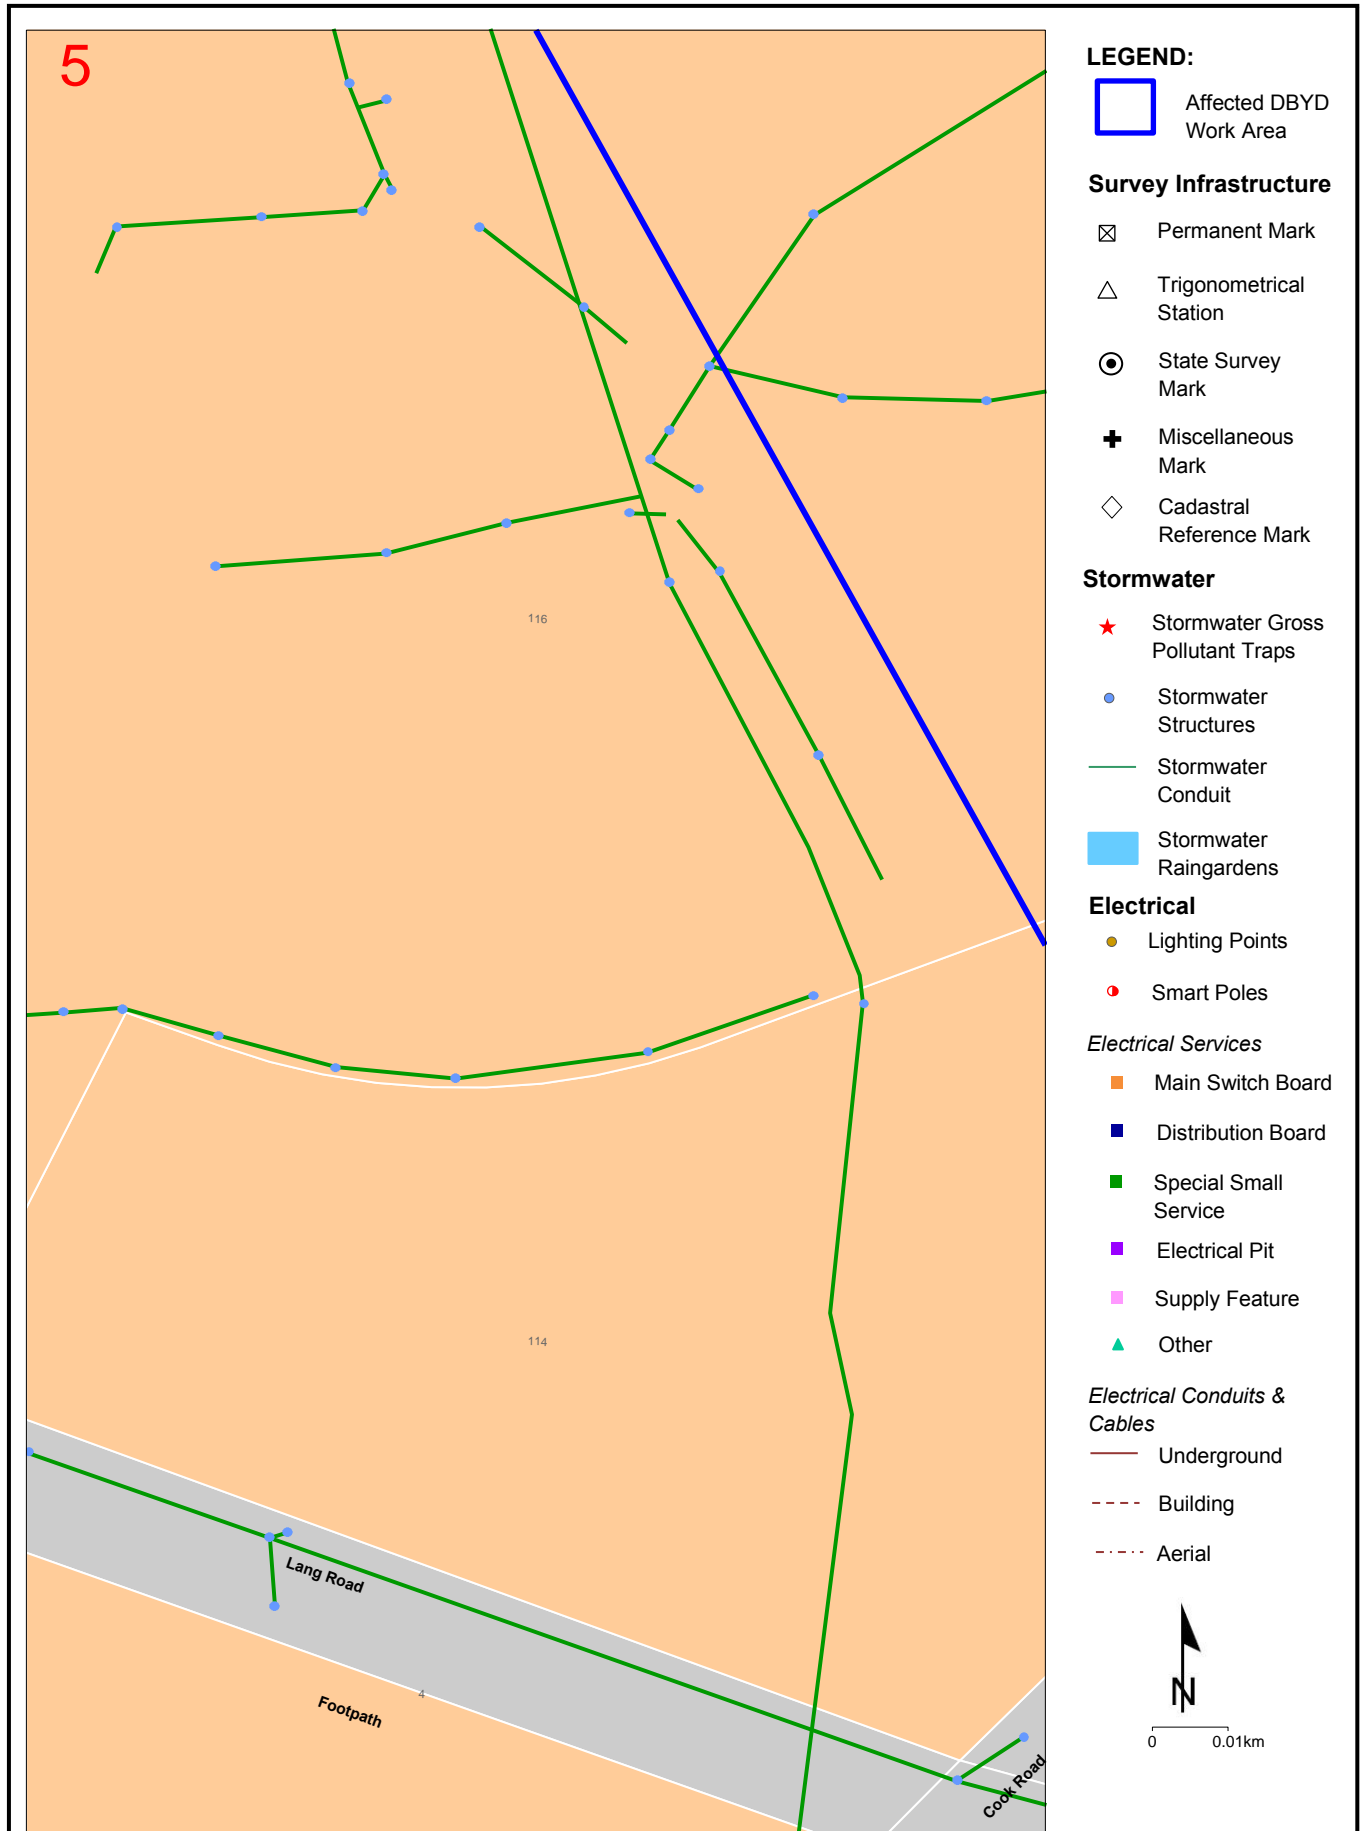 5
116
114
Lang Road
4
Footpath
Cook Road
LEGEND:
Affected DBYD
Work Area
Survey Infrastructure
Permanent Mark
Trigonometrical
Station
State Survey
Mark
Miscellaneous
Mark
Cadastral
Reference Mark
Stormwater
Stormwater Gross
Pollutant Traps
Stormwater
Structures
Stormwater
Conduit
Stormwater
Raingardens
Electrical
Lighting Points
Smart Poles
Electrical Services
Main Switch Board
Distribution Board
Special Small
Service
Electrical Pit
Supply Feature
Other
Electrical Conduits &
Cables
Underground
Building
Aerial
N
0 0.01km